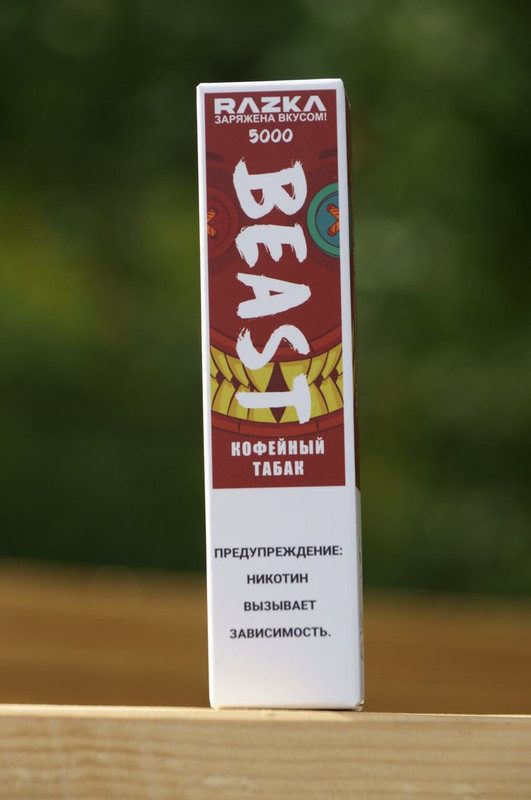 RAZKA
ЗАРЯЖЕНА ВКУСОМ!
5000
BEAST
КОФЕЙНЫЙ
ТАБАК
ПРЕДУПРЕЖДЕНИЕ:
НИКОТИН
ВЫЗЫВАЕТ
ЗАВИСИМОСТЬ.